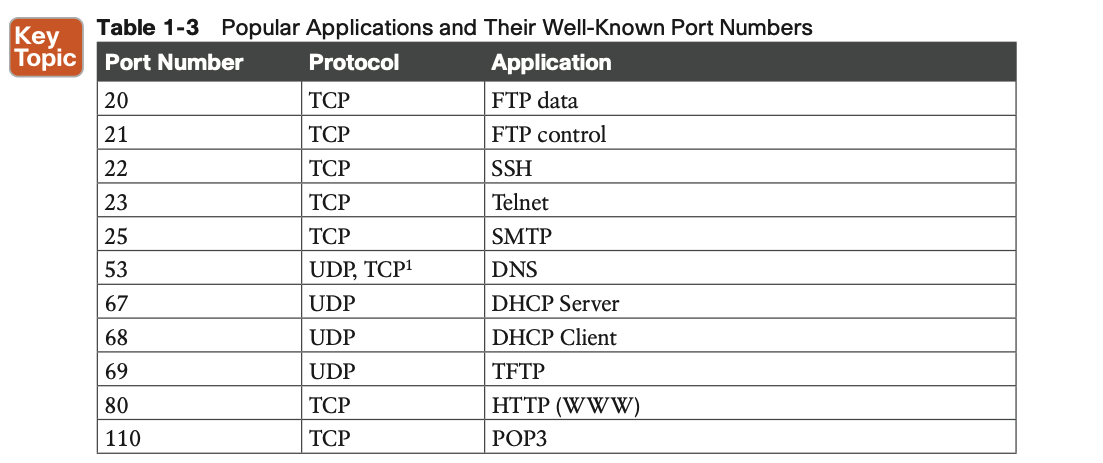 Key
Topic
Table 1-3 Popular Applications and Their Well-Known Port Numbers
Port Number Protocol Application
20 TCP FTP data
21 TCP FTP control
22 TCP SSH
23 TCP Telnet
25 TCP SMTP
53 UDP, TCP¹ DNS
67 UDP DHCP Server
68 UDP DHCP Client
69 UDP TFTP
80 TCP HTTP (WWW)
110 TCP POP3